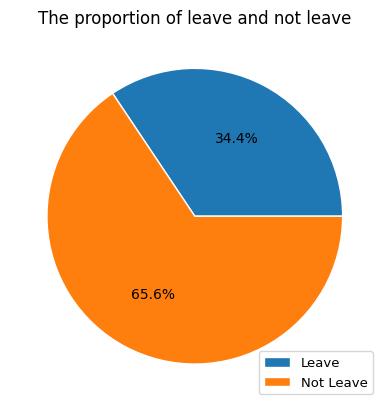 The proportion of leave and not leave
34.4%
65.6%
Leave
Not Leave